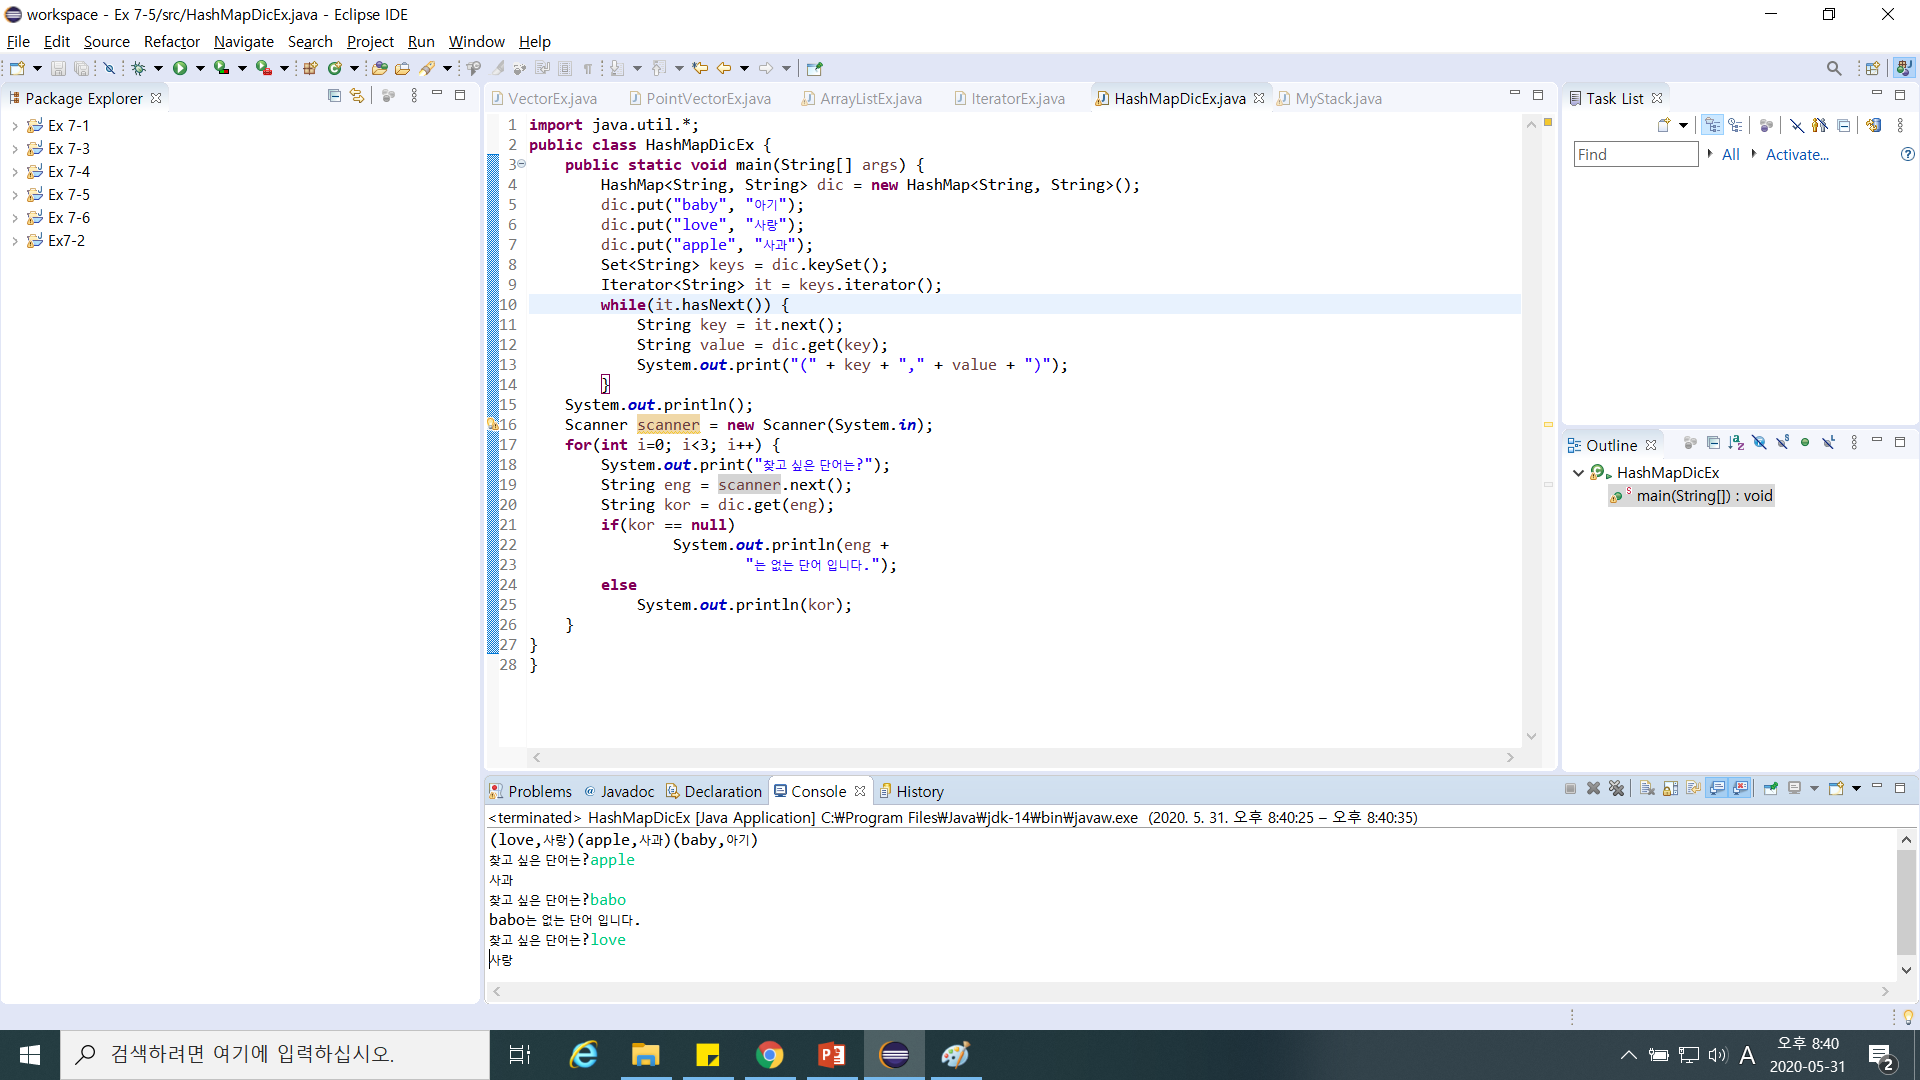 workspace - Ex 7-5/src/HashMapDicEx.java - Eclipse IDE
File Edit Source Refactor Navigate Search Project Run Window Help
Package Explorer
Ex 7-1
Ex 7-3
Ex 7-4
Ex 7-5
Ex 7-6
Ex7-2
VectorEx.java PointVectorEx.java ArrayListEx.java IteratorEx.java HashMapDicEx.java MyStack.java
1 import java.util.*;
2 public class HashMapDicEx {
3 public static void main(String[] args) {
4 HashMap<String, String> dic = new HashMap<String, String>();
5 dic.put("baby", "아기");
6 dic.put("love", "사랑");
7 dic.put("apple", "사과");
8 Set<String> keys = dic.keySet();
9 Iterator<String> it = keys.iterator();
10 while(it.hasNext()) {
11 String key = it.next();
12 String value = dic.get(key);
13 System.out.print("(" + key + "," + value + ")");
14 }
15 System.out.println();
16 Scanner scanner = new Scanner(System.in);
17 for(int i=0; i<3; i++) {
18 System.out.print("찾고 싶은 단어는?");
19 String eng = scanner.next();
20 String kor = dic.get(eng);
21 if(kor == null)
22 System.out.println(eng +
23 "는 없는 단어 입니다.");
24 else
25 System.out.println(kor);
26 }
27 }
28 }
Task List
Find All Activate...
Outline
HashMapDicEx
main(String[]) : void
Problems Javadoc Declaration Console History
<terminated> HashMapDicEx [Java Application] C:₩Program Files₩Java₩jdk-14₩bin₩javaw.exe (2020. 5. 31. 오후 8:40:25 – 오후 8:40:35)
(love,사랑)(apple,사과)(baby,아기)
찾고 싶은 단어는?apple
사과
찾고 싶은 단어는?babo
babo는 없는 단어 입니다.
찾고 싶은 단어는?love
사랑
검색하려면 여기에 입력하십시오.
A
오후 8:40
2020-05-31
2